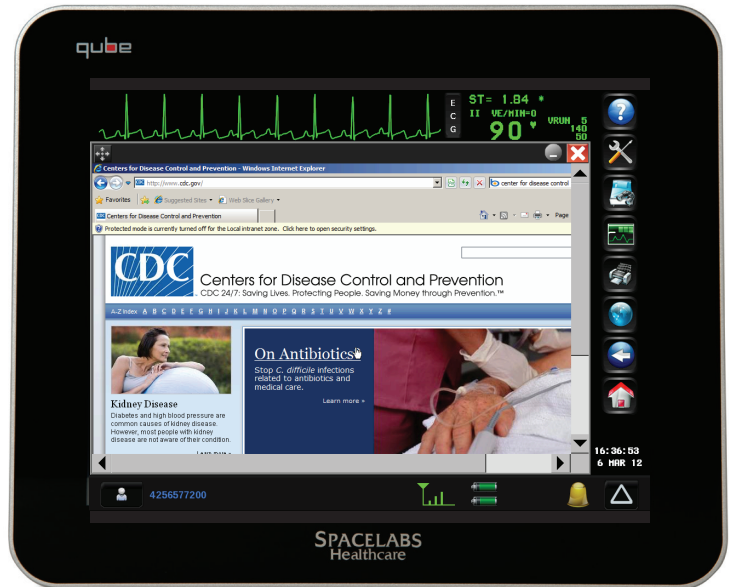 qube
E
C
G
ST= 1.84 *
II VE/MIN=0
90
VRUN 5
140
50
Centers for Disease Control and Prevention - Windows Internet Explorer
http://www.cdc.gov/
center for disease control
Favorites
Suggested Sites
Web Slice Gallery
Centers for Disease Control and Prevention
Page
Protected mode is currently turned off for the Local intranet zone. Click here to open security settings.
CDC
Centers for Disease Control and Prevention
CDC 24/7: Saving Lives. Protecting People. Saving Money through Prevention.™
A-Z Index A B C D E F G H I J K L M N O P Q R S T U V W X Y Z #
On Antibiotics
Stop C. difficile infections
related to antibiotics and
medical care.
Learn more »
Kidney Disease
Diabetes and high blood pressure are
common causes of kidney disease.
However, most people with kidney
disease are not aware of their condition.
16:36:53
6 MAR 12
4256577200
SPACELABS
Healthcare